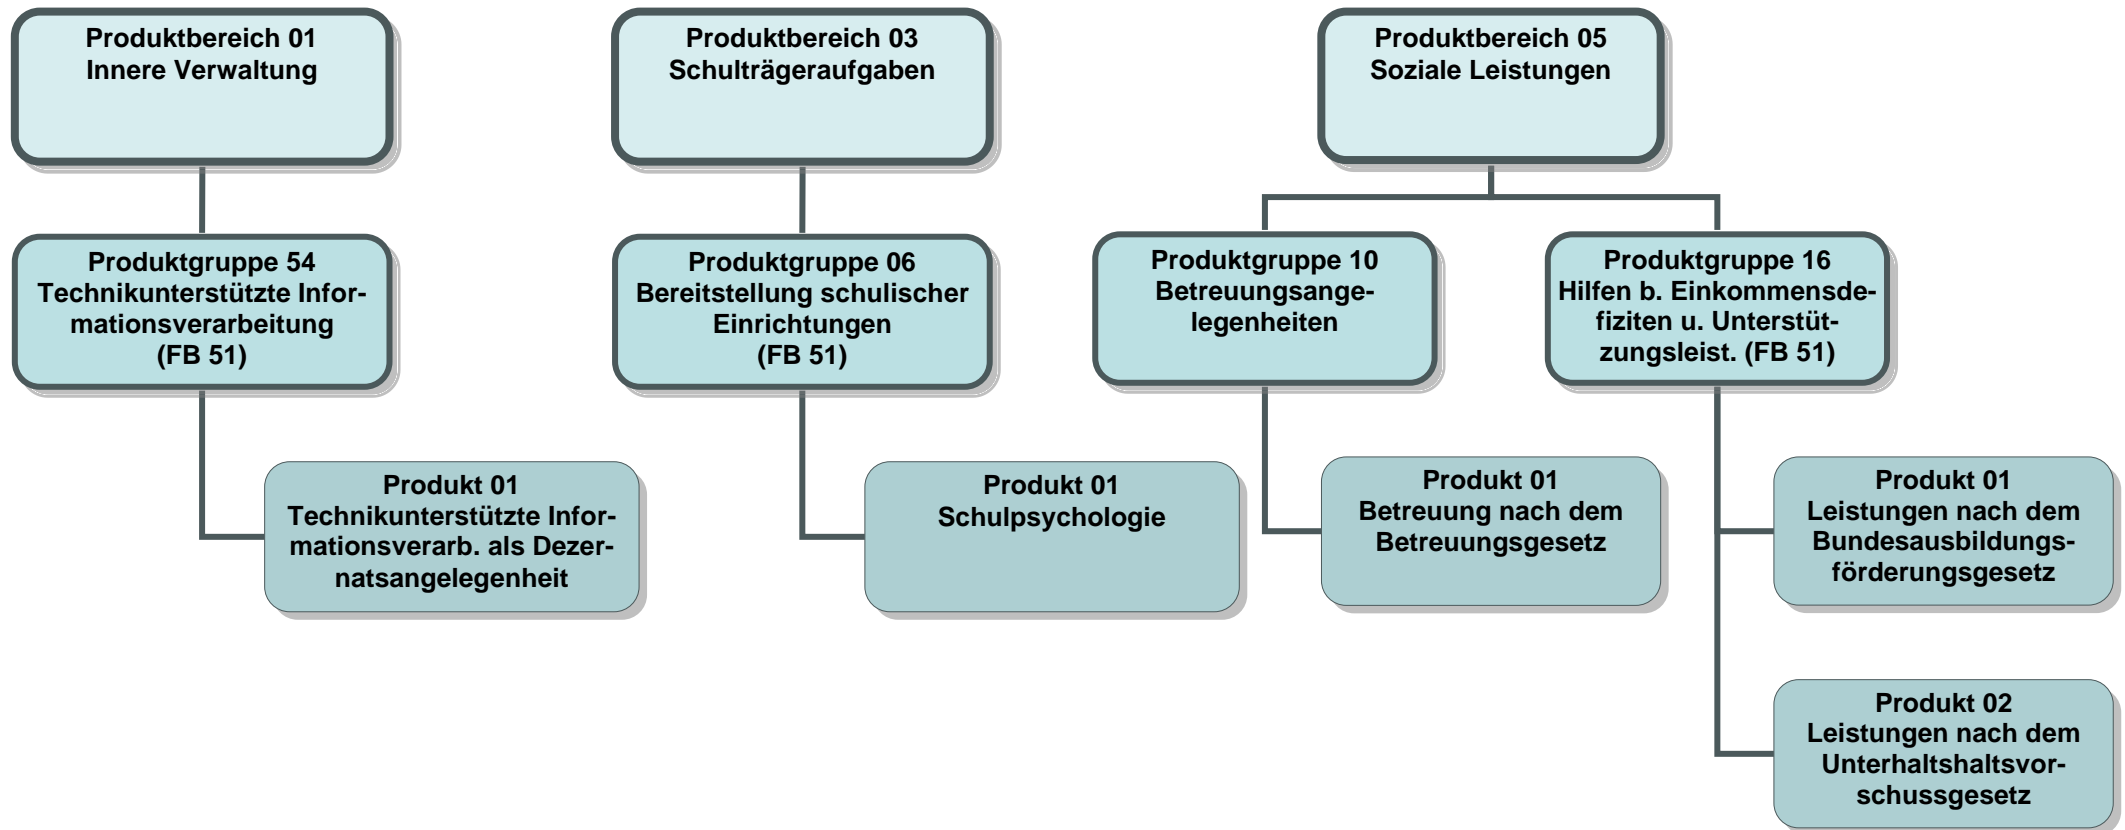 Produktbereich 01
Innere Verwaltung
Produktbereich 03
Schulträgeraufgaben
Produktbereich 05
Soziale Leistungen
Produktgruppe 54
Technikunterstützte Infor-
mationsverarbeitung
(FB 51)
Produktgruppe 06
Bereitstellung schulischer
Einrichtungen
(FB 51)
Produktgruppe 10
Betreuungsange-
legenheiten
Produktgruppe 16
Hilfen b. Einkommensde-
fiziten u. Unterstüt-
zungsleist. (FB 51)
Produkt 01
Technikunterstützte Infor-
mationsverarb. als Dezer-
natsangelegenheit
Produkt 01
Schulpsychologie
Produkt 01
Betreuung nach dem
Betreuungsgesetz
Produkt 01
Leistungen nach dem
Bundesausbildungs-
förderungsgesetz
Produkt 02
Leistungen nach dem
Unterhaltshaltsvor-
schussgesetz